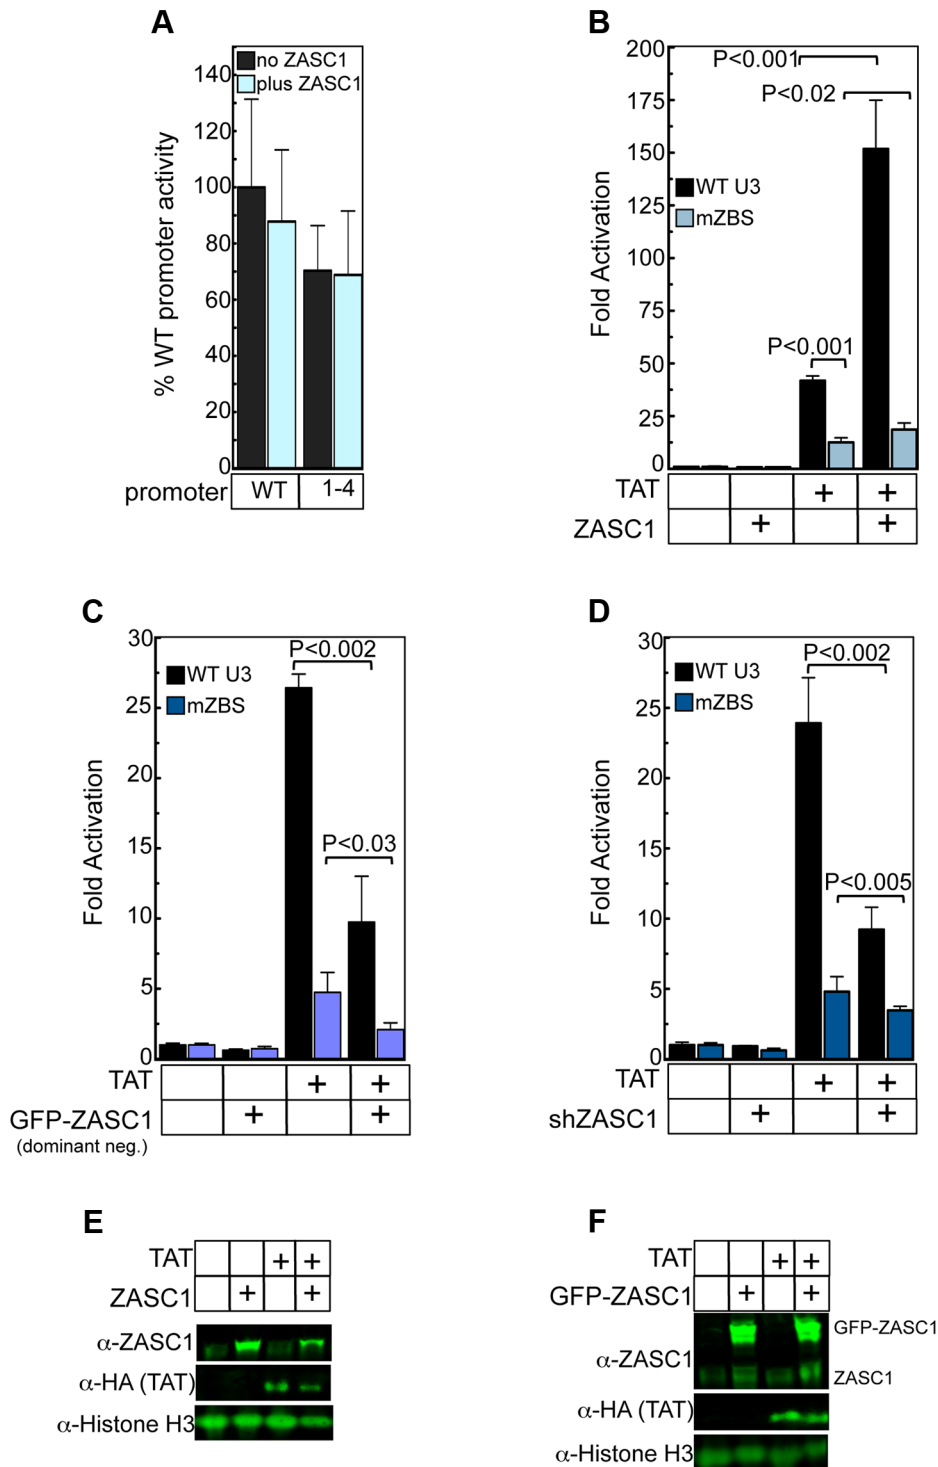 A
no ZASC1
plus ZASC1
140
120
100
80
60
40
20
0
% WT promoter activity
promoter WT 1-4
B
200
175
150
125
100
75
50
25
0
Fold Activation
P<0.001
P<0.02
WT U3
mZBS
P<0.001
TAT + +
ZASC1 + +
C
30
25
20
15
10
5
0
Fold Activation
P<0.002
WT U3
mZBS
P<0.03
TAT + +
GFP-ZASC1 + +
(dominant neg.)
D
30
25
20
15
10
5
0
Fold Activation
P<0.002
WT U3
mZBS
P<0.005
TAT + +
shZASC1 + +
E
TAT + +
ZASC1 + +
α-ZASC1
α-HA (TAT)
α-Histone H3
F
TAT + +
GFP-ZASC1 + +
GFP-ZASC1
α-ZASC1
ZASC1
α-HA (TAT)
α-Histone H3